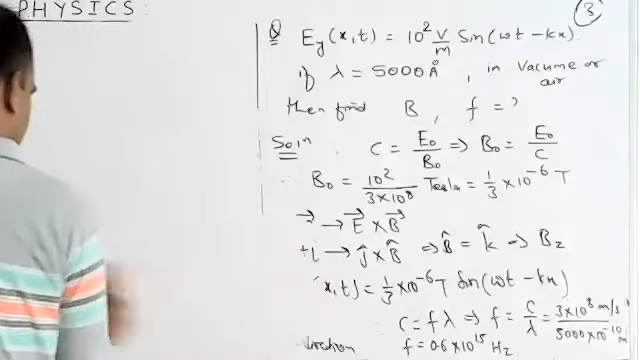 PHYSICS:
③
Q E_y(x,t) = 10² V/m Sin(ωt - kx)
if λ = 5000 Å, in vacume or air
then find B, f = ?
Soln C = E₀/B₀ ⇒ B₀ = E₀/C
∴ B₀ = 10²/3×10⁸ Tesla = 1/3 × 10⁻⁶ T
→ → E⃗ × B⃗
+i → ĵ × B̂ ⇒ B̂ = k̂ ⇒ B_z
x,t) = 1/3 × 10⁻⁶ T Sin(ωt - kx)
C = fλ ⇒ f = C/λ = 3×10⁸ m/s / 5000×10⁻¹⁰ m
f = 0.6×10¹⁵ Hz